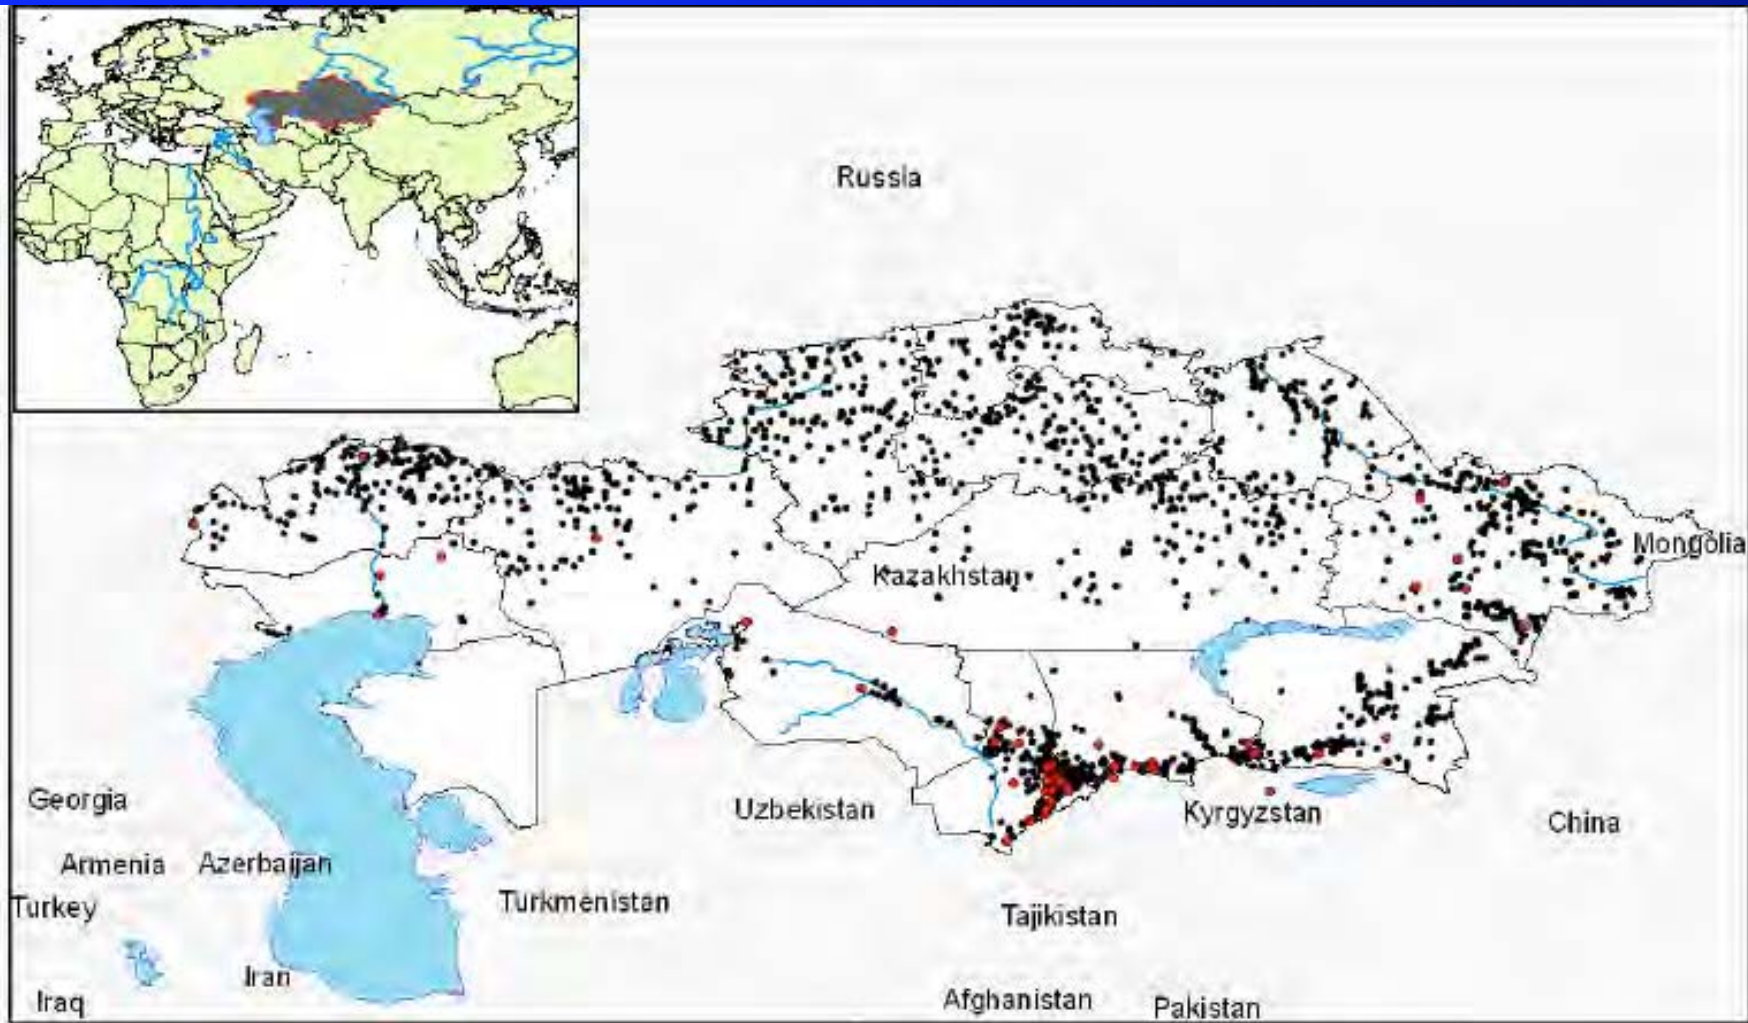 Russia
Mongolia
Kazakhstan
Georgia
Uzbekistan
Kyrgyzstan
China
Armenia
Azerbaijan
Turkey
Turkmenistan
Tajikistan
Iran
Iraq
Afghanistan
Pakistan